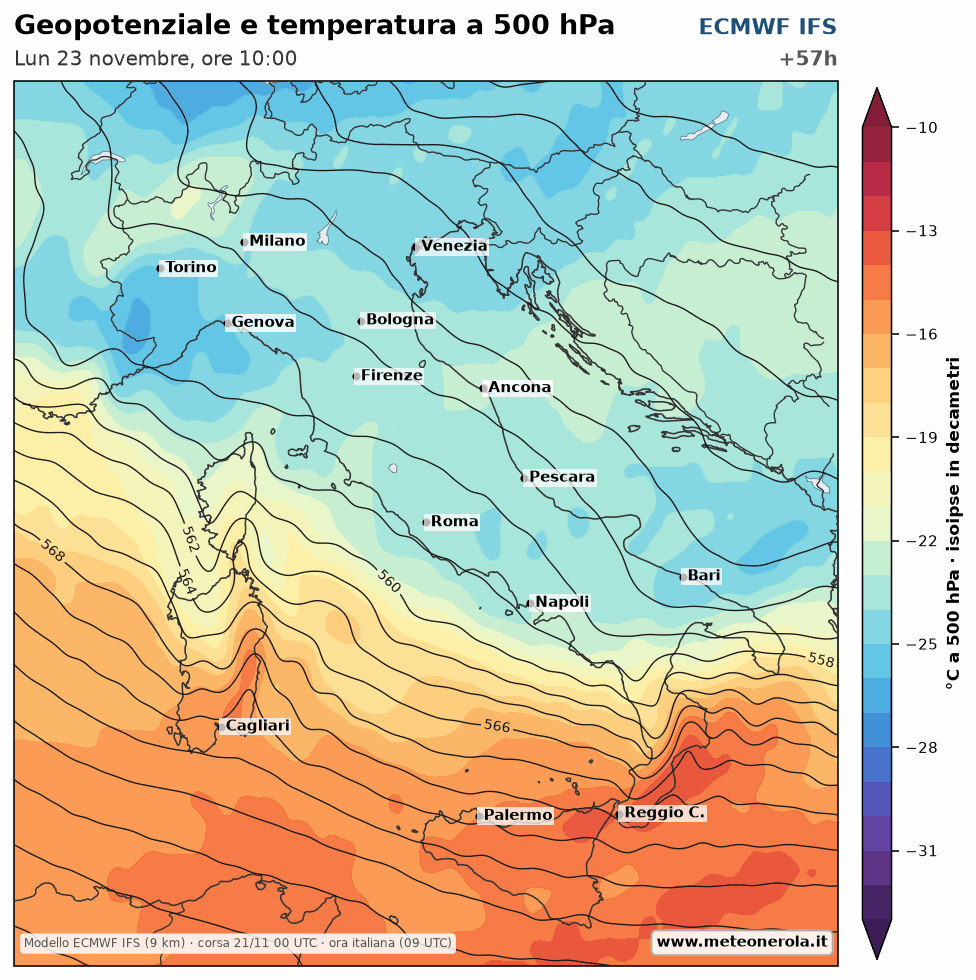 Geopotenziale e temperatura a 500 hPa
ECMWF IFS
Lun 23 novembre, ore 10:00
+57h
Milano
Venezia
Torino
Genova
Bologna
Firenze
Ancona
Pescara
Roma
562
568
564
560
Bari
Napoli
558
566
Cagliari
Palermo
Reggio C.
−10
−13
−16
−19
−22
−25
−28
−31
°C a 500 hPa · isoipse in decametri
Modello ECMWF IFS (9 km) · corsa 21/11 00 UTC · ora italiana (09 UTC)
www.meteonerola.it